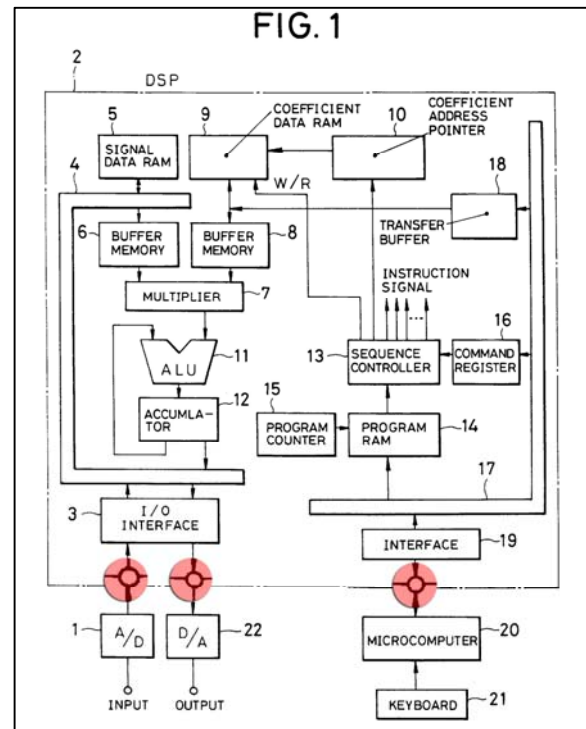 FIG. 1
2
DSP
5
SIGNAL DATA RAM
9
COEFFICIENT DATA RAM
10
COEFFICIENT ADDRESS POINTER
4
W/R
18
TRANSFER BUFFER
6
BUFFER MEMORY
BUFFER MEMORY
8
MULTIPLIER
7
INSTRUCTION SIGNAL
ALU
11
13
SEQUENCE CONTROLLER
16
COMMAND REGISTER
12
ACCUMLA-
TOR
15
PROGRAM COUNTER
PROGRAM RAM
14
17
3
I/O INTERFACE
INTERFACE
19
1
A/D
D/A
22
MICROCOMPUTER
20
INPUT
OUTPUT
KEYBOARD
21